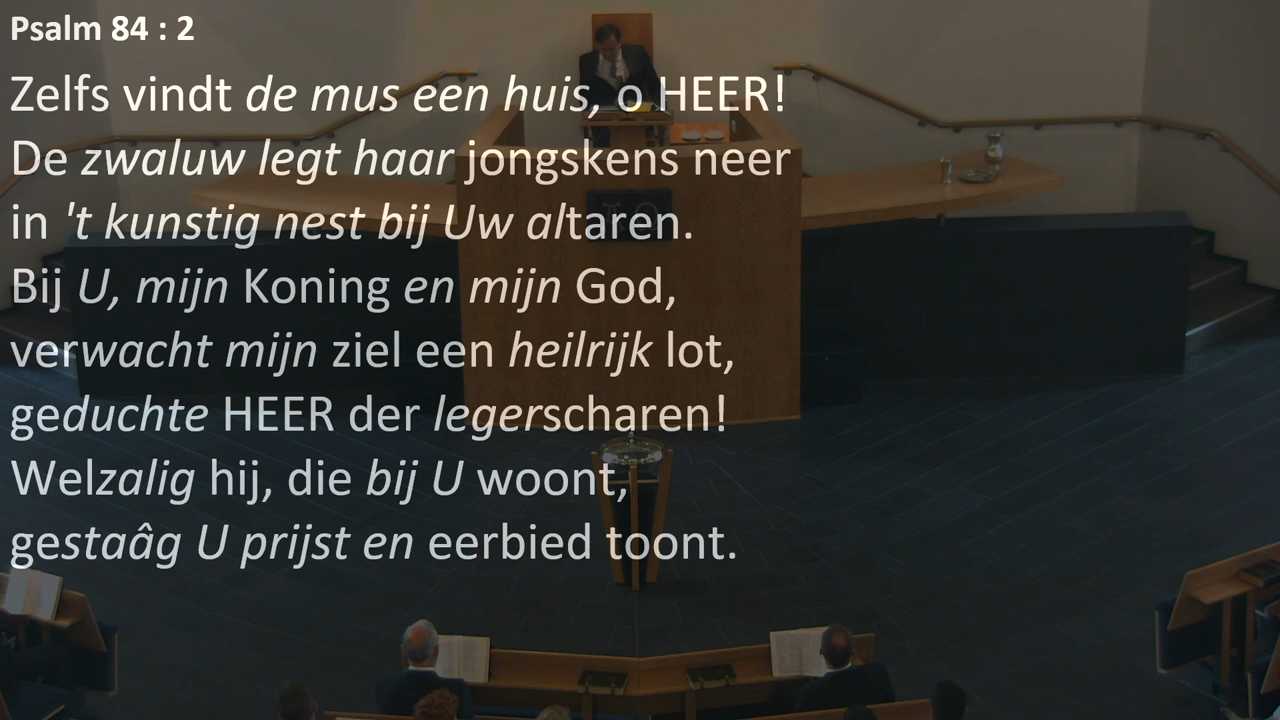 Psalm 84 : 2
Zelfs vindt de mus een huis, o HEER!
De zwaluw legt haar jongskens neer
in 't kunstig nest bij Uw altaren.
Bij U, mijn Koning en mijn God,
verwacht mijn ziel een heilrijk lot,
geduchte HEER der legerscharen!
Welzalig hij, die bij U woont,
gestaâg U prijst en eerbied toont.